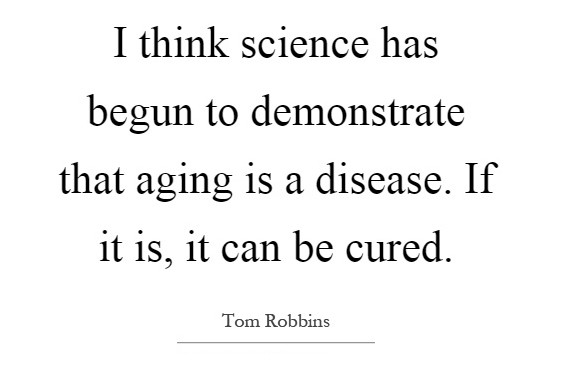 I think science has
begun to demonstrate
that aging is a disease. If
it is, it can be cured.
Tom Robbins